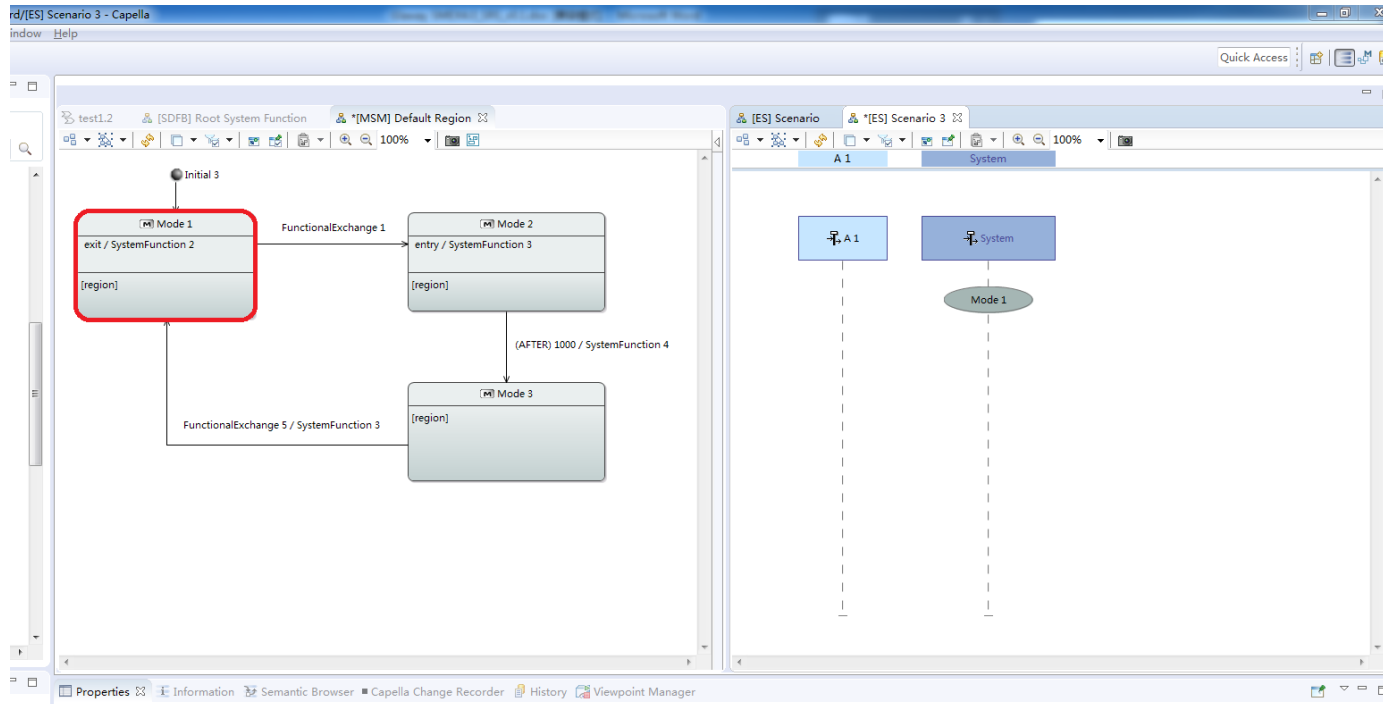 rd/[ES] Scenario 3 - Capella
indow Help
Quick Access
test1.2 [SDFB] Root System Function *[MSM] Default Region
[ES] Scenario *[ES] Scenario 3
100%
100%
A 1 System
Initial 3
Mode 1
exit / SystemFunction 2
[region]
FunctionalExchange 1
Mode 2
entry / SystemFunction 3
[region]
(AFTER) 1000 / SystemFunction 4
Mode 3
[region]
FunctionalExchange 5 / SystemFunction 3
A 1
System
Mode 1
Properties Information Semantic Browser Capella Change Recorder History Viewpoint Manager